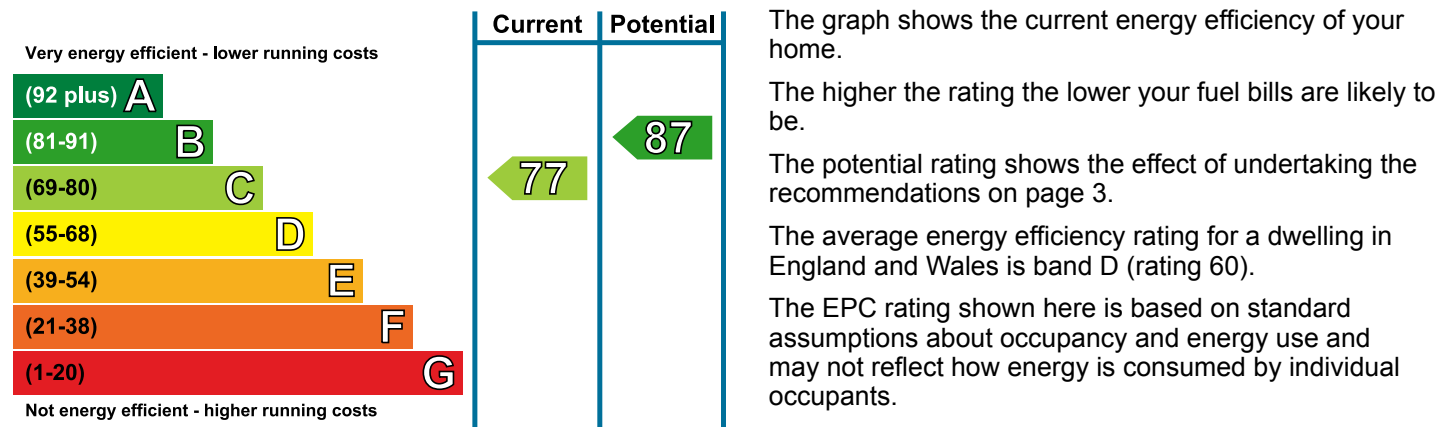 Current Potential
Very energy efficient - lower running costs
(92 plus) A
(81-91) B
87
(69-80) C
77
(55-68) D
(39-54) E
(21-38) F
(1-20) G
Not energy efficient - higher running costs
The graph shows the current energy efficiency of your
home.
The higher the rating the lower your fuel bills are likely to
be.
The potential rating shows the effect of undertaking the
recommendations on page 3.
The average energy efficiency rating for a dwelling in
England and Wales is band D (rating 60).
The EPC rating shown here is based on standard
assumptions about occupancy and energy use and
may not reflect how energy is consumed by individual
occupants.